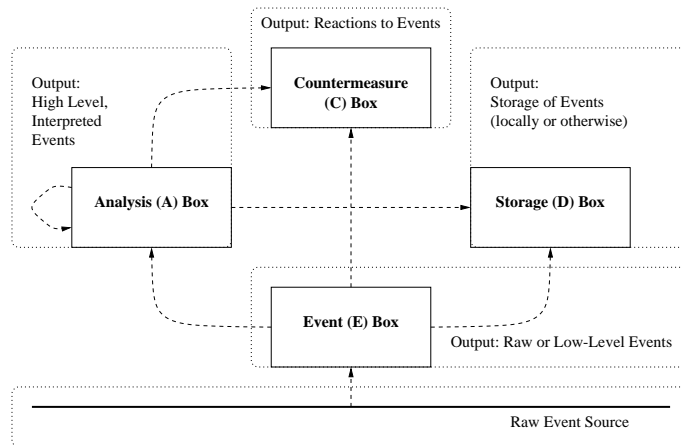 Output: Reactions to Events
Output:
High Level,
Interpreted
Events
Countermeasure
(C) Box
Output:
Storage of Events
(locally or otherwise)
Analysis (A) Box
Storage (D) Box
Event (E) Box
Output: Raw or Low-Level Events
Raw Event Source